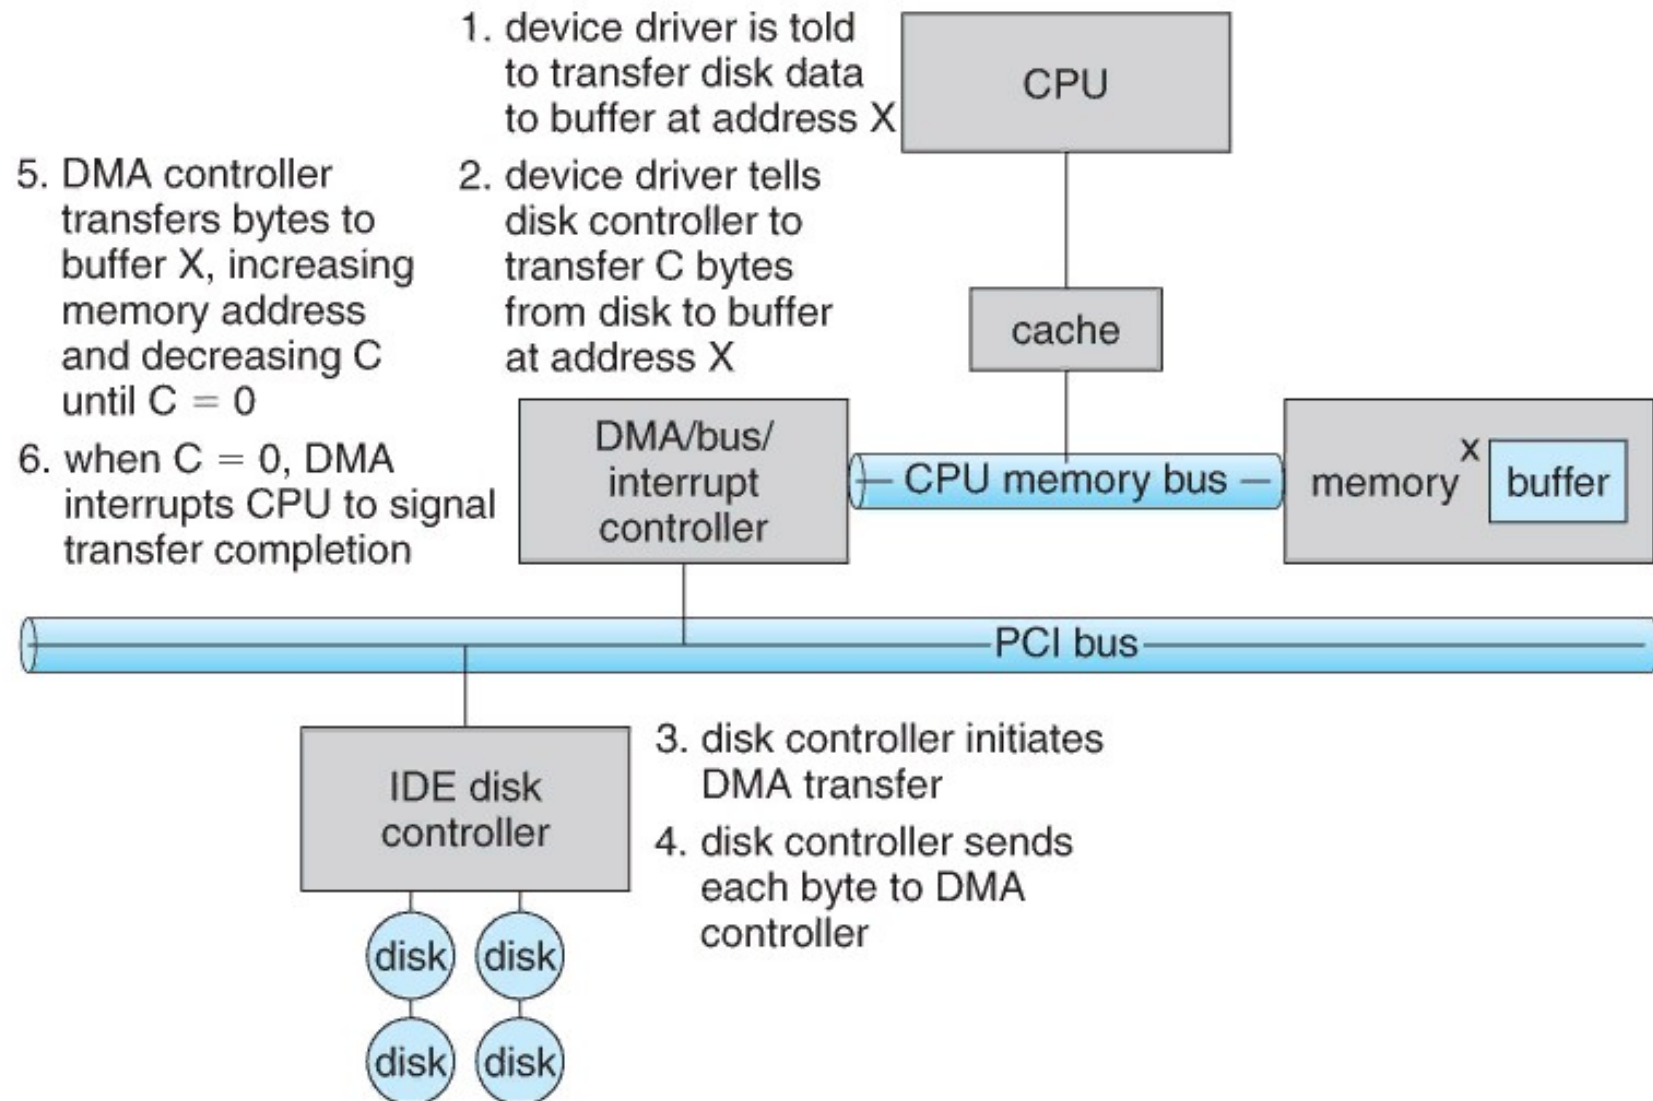 1. device driver is told
to transfer disk data
to buffer at address X
CPU
5. DMA controller
transfers bytes to
buffer X, increasing
memory address
and decreasing C
until C = 0
2. device driver tells
disk controller to
transfer C bytes
from disk to buffer
at address X
cache
6. when C = 0, DMA
interrupts CPU to signal
transfer completion
DMA/bus/
interrupt
controller
CPU memory bus
memory
x
buffer
PCI bus
IDE disk
controller
3. disk controller initiates
DMA transfer
4. disk controller sends
each byte to DMA
controller
disk
disk
disk
disk